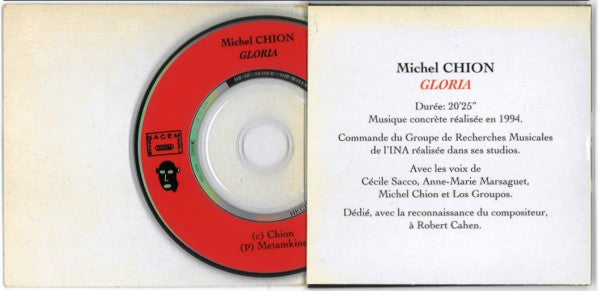 Michel CHION
GLORIA
SACEM
(c) Chion
(P) Metamkine
Michel CHION
GLORIA
Durée: 20'25"
Musique concrète réalisée en 1994.
Commande du Groupe de Recherches Musicales
de l'INA réalisée dans ses studios.
Avec les voix de
Cécile Sacco, Anne-Marie Marsaguet,
Michel Chion et Los Groupos.
Dédié, avec la reconnaissance du compositeur,
à Robert Cahen.